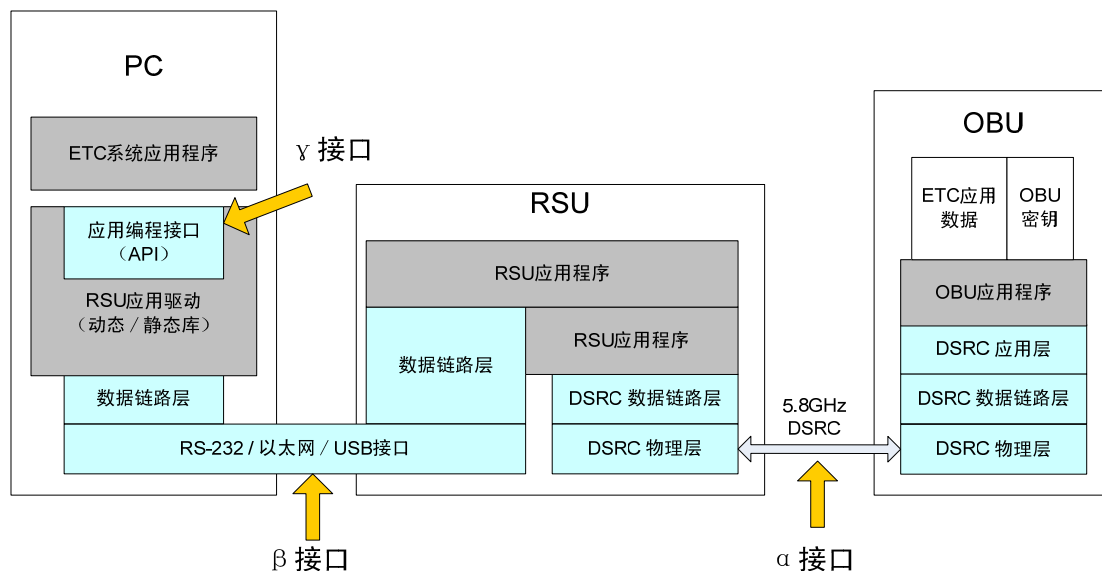 PC
ETC系统应用程序
γ 接口
应用编程接口
（API）
RSU应用驱动
（动态／静态库）
数据链路层
RS-232 / 以太网／USB接口
β 接口
RSU
RSU应用程序
数据链路层
RSU应用程序
DSRC 数据链路层
DSRC 物理层
5.8GHz
DSRC
α 接口
OBU
ETC应用
数据
OBU
密钥
OBU应用程序
DSRC 应用层
DSRC 数据链路层
DSRC 物理层